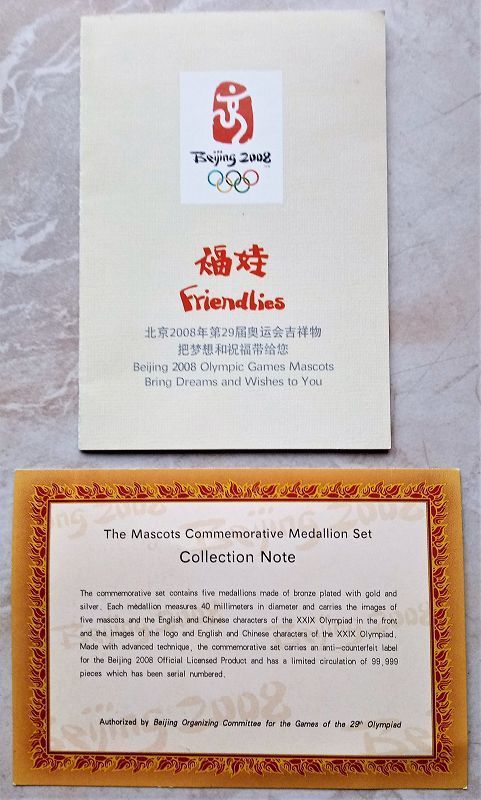 Beijing 2008
福娃
Friendlies
北京2008年第29届奥运会吉祥物
把梦想和祝福带给您
Beijing 2008 Olympic Games Mascots
Bring Dreams and Wishes to You
The Mascots Commemorative Medallion Set
Collection Note
The commemorative set contains five medallions made of bronze plated with gold and
silver. Each medallion measures 40 millimeters in diameter and carries the images of
five mascots and the English and Chinese characters of the XXIX Olympiad in the front
and the images of the logo and English and Chinese characters of the XXIX Olympiad.
Made with advanced technique, the commemorative set carries an anti-counterfeit label
for the Beijing 2008 Official Licensed Product and has a limited circulation of 99,999
pieces which has been serial numbered.
Authorized by Beijing Organizing Committee for the Games of the 29th Olympiad